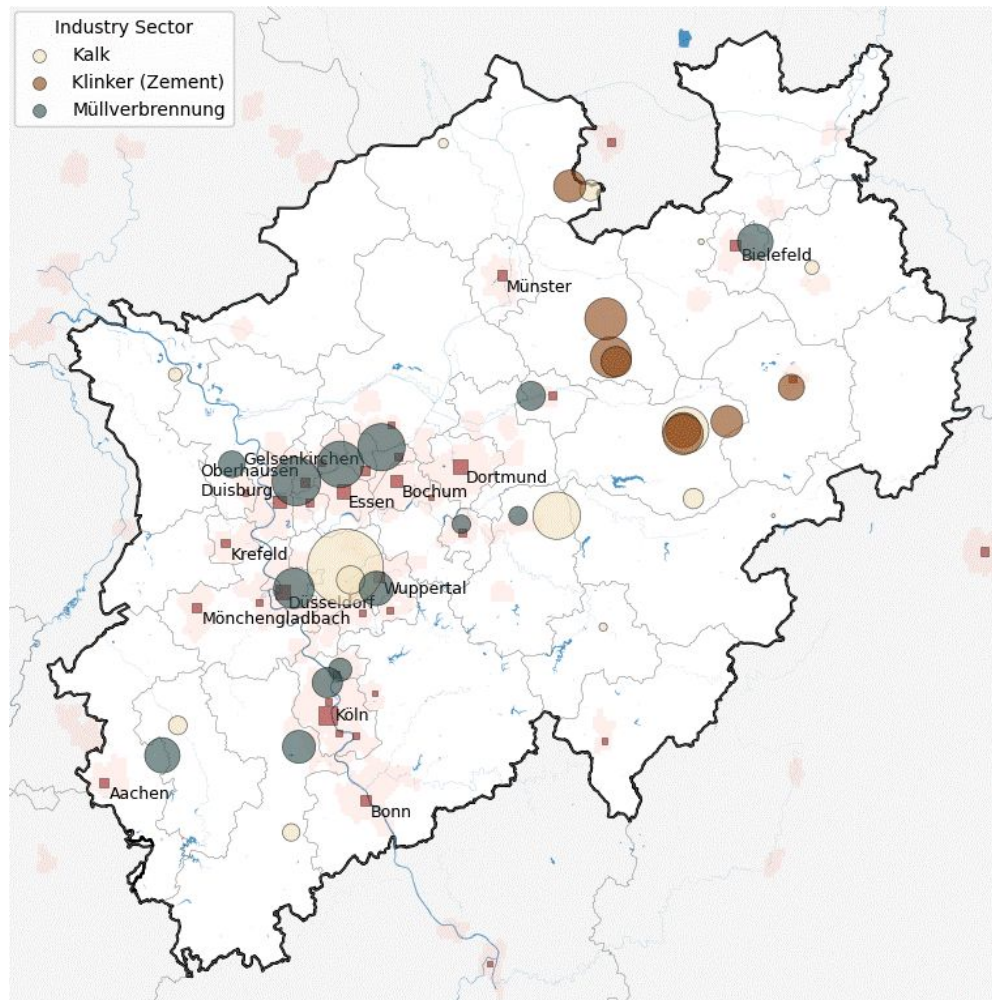 Industry Sector
Kalk
Klinker (Zement)
Müllverbrennung
Bielefeld
Münster
Gelsenkirchen
Oberhausen
Dortmund
Duisburg
Bochum
Essen
Krefeld
Wuppertal
Düsseldorf
Mönchengladbach
Köln
Aachen
Bonn